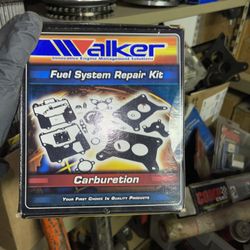 Walker
Innovative Engine Management Solutions
Fuel System Repair Kit
Carburetion
Your First Choice In Quality Products